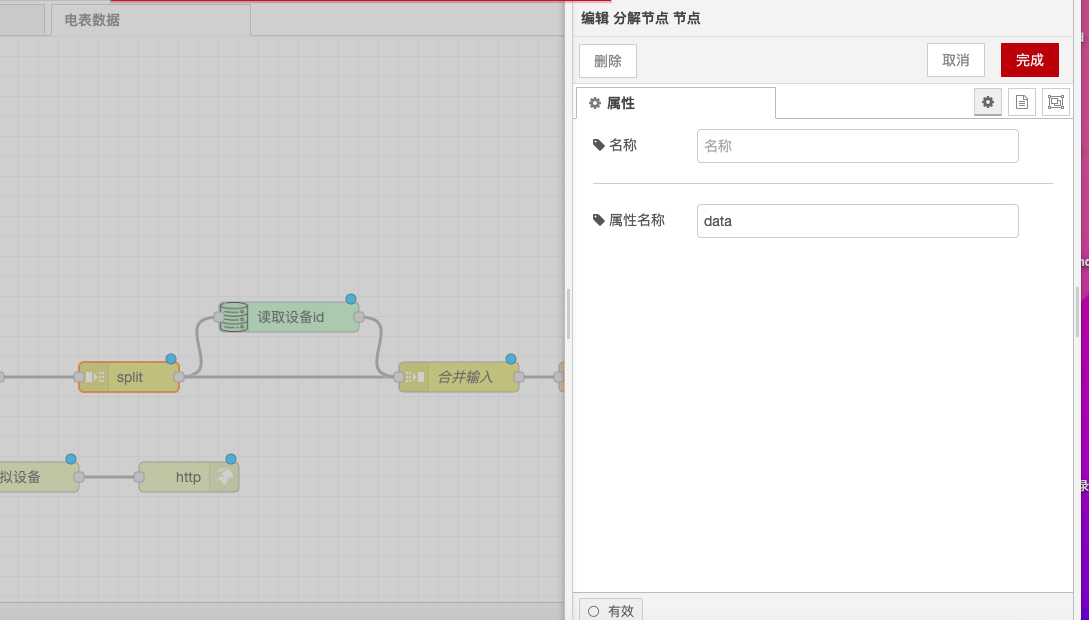 电表数据
编辑 分解节点 节点
删除
取消
完成
属性
名称
名称
属性名称
data
读取设备id
split
合并输入
拟设备
http
有效